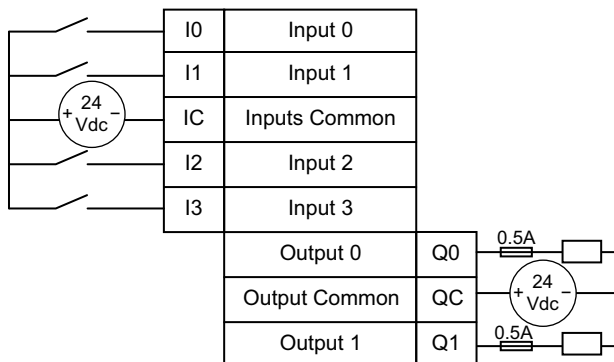 I0 Input 0
I1 Input 1
+ 24 Vdc − IC Inputs Common
I2 Input 2
I3 Input 3
Output 0 Q0 0.5A
Output Common QC + 24 Vdc −
Output 1 Q1 0.5A